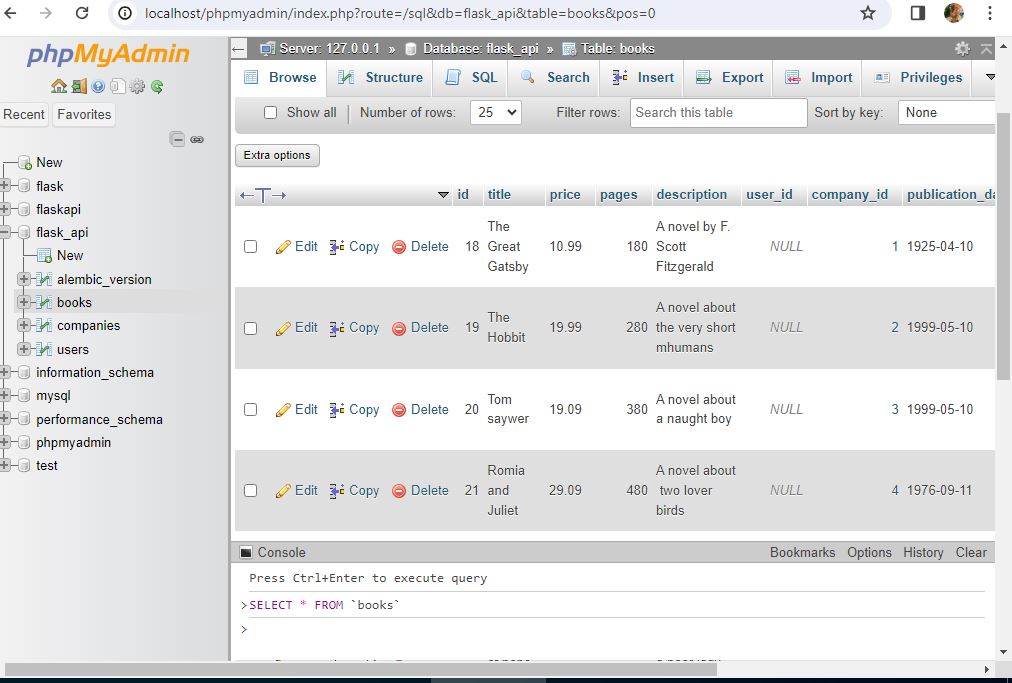 localhost/phpmyadmin/index.php?route=/sql&db=flask_api&table=books&pos=0
phpMyAdmin
Recent Favorites
New
flask
flaskapi
flask_api
New
alembic_version
books
companies
users
information_schema
mysql
performance_schema
phpmyadmin
test
Server: 127.0.0.1 » Database: flask_api » Table: books
Browse Structure SQL Search Insert Export Import Privileges
Show all Number of rows: 25 Filter rows: Search this table Sort by key: None
Extra options
id title price pages description user_id company_id publication_da
The
Great
Gatsby
A novel by F.
Scott
Fitzgerald
Edit Copy Delete 18 10.99 180 NULL 1 1925-04-10
The
Hobbit
A novel about
the very short
mhumans
Edit Copy Delete 19 19.99 280 NULL 2 1999-05-10
Tom
saywer
A novel about
a naught boy
Edit Copy Delete 20 19.09 380 NULL 3 1999-05-10
Romia
and
Juliet
A novel about
two lover
birds
Edit Copy Delete 21 29.09 480 NULL 4 1976-09-11
Console Bookmarks Options History Clear
Press Ctrl+Enter to execute query
>SELECT * FROM `books`
>